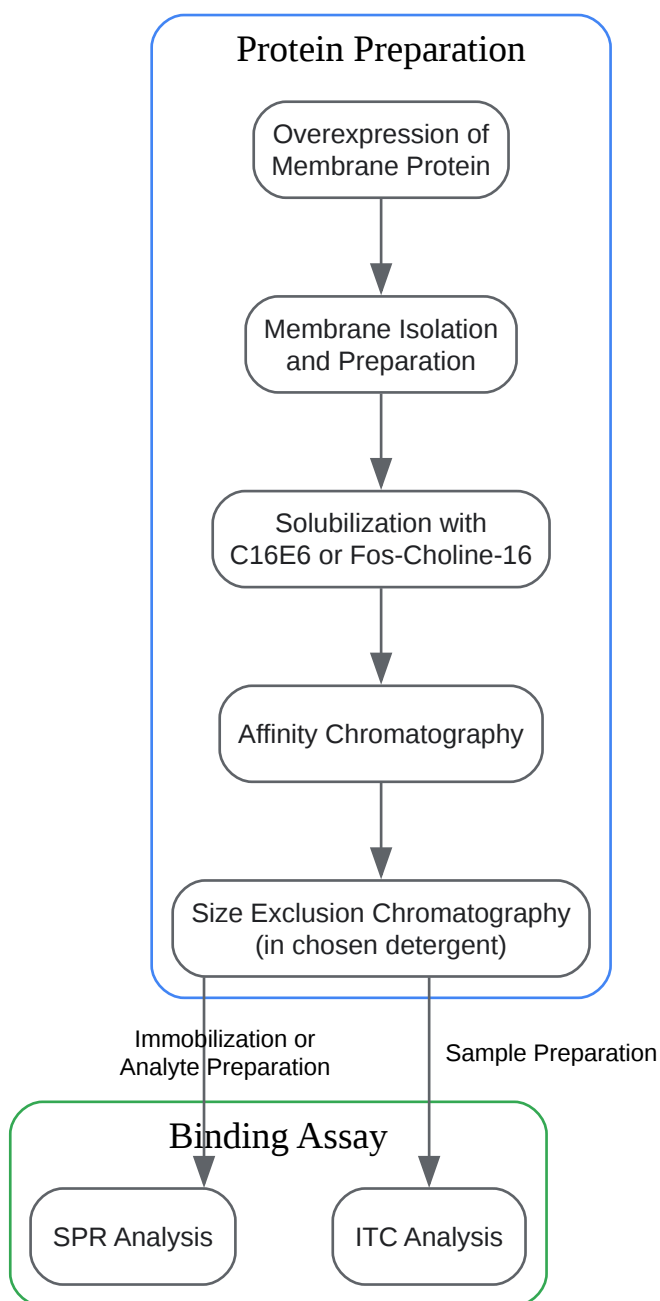 Protein Preparation
Overexpression of
Membrane Protein
Membrane Isolation
and Preparation
Solubilization with
C16E6 or Fos-Choline-16
Affinity Chromatography
Size Exclusion Chromatography
(in chosen detergent)
Immobilization or
Analyte Preparation
Sample Preparation
Binding Assay
SPR Analysis
ITC Analysis